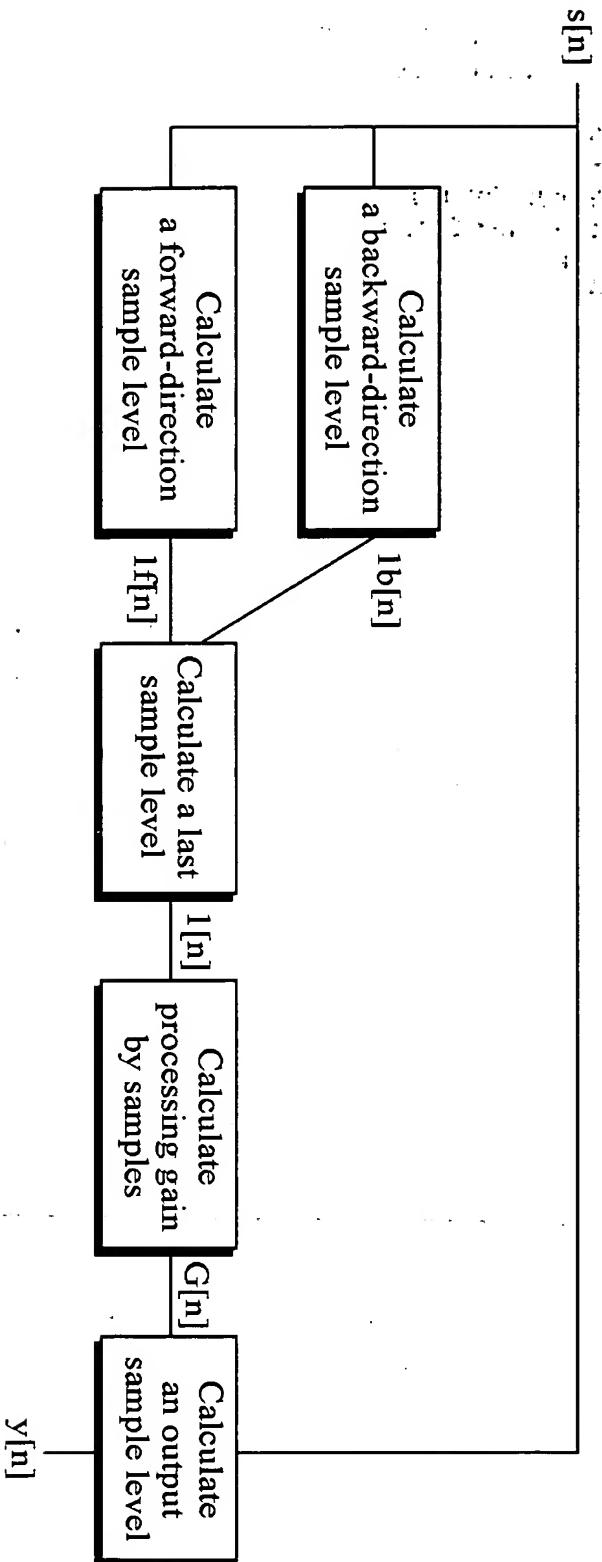 s[n]
Calculate
a backward-direction
sample level
1b[n]
Calculate
a forward-direction
sample level
1f[n]
Calculate a last
sample level
1[n]
Calculate
processing gain
by samples
G[n]
Calculate
an output
sample level
y[n]